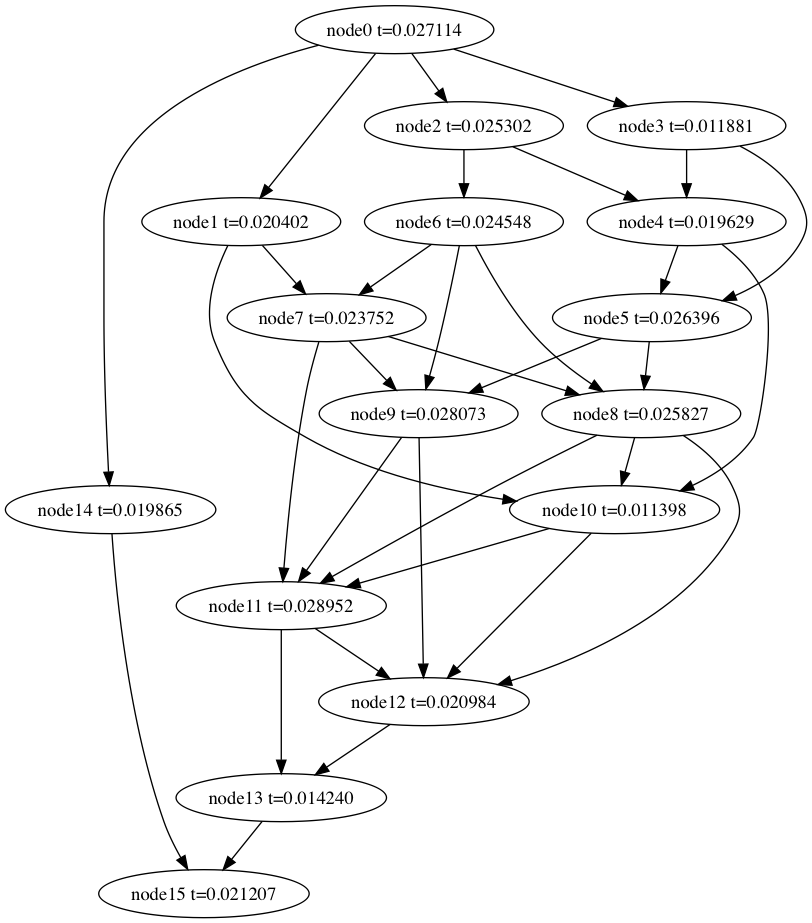 node0 t=0.027114
node2 t=0.025302
node3 t=0.011881
node1 t=0.020402
node6 t=0.024548
node4 t=0.019629
node7 t=0.023752
node5 t=0.026396
node9 t=0.028073
node8 t=0.025827
node14 t=0.019865
node10 t=0.011398
node11 t=0.028952
node12 t=0.020984
node13 t=0.014240
node15 t=0.021207